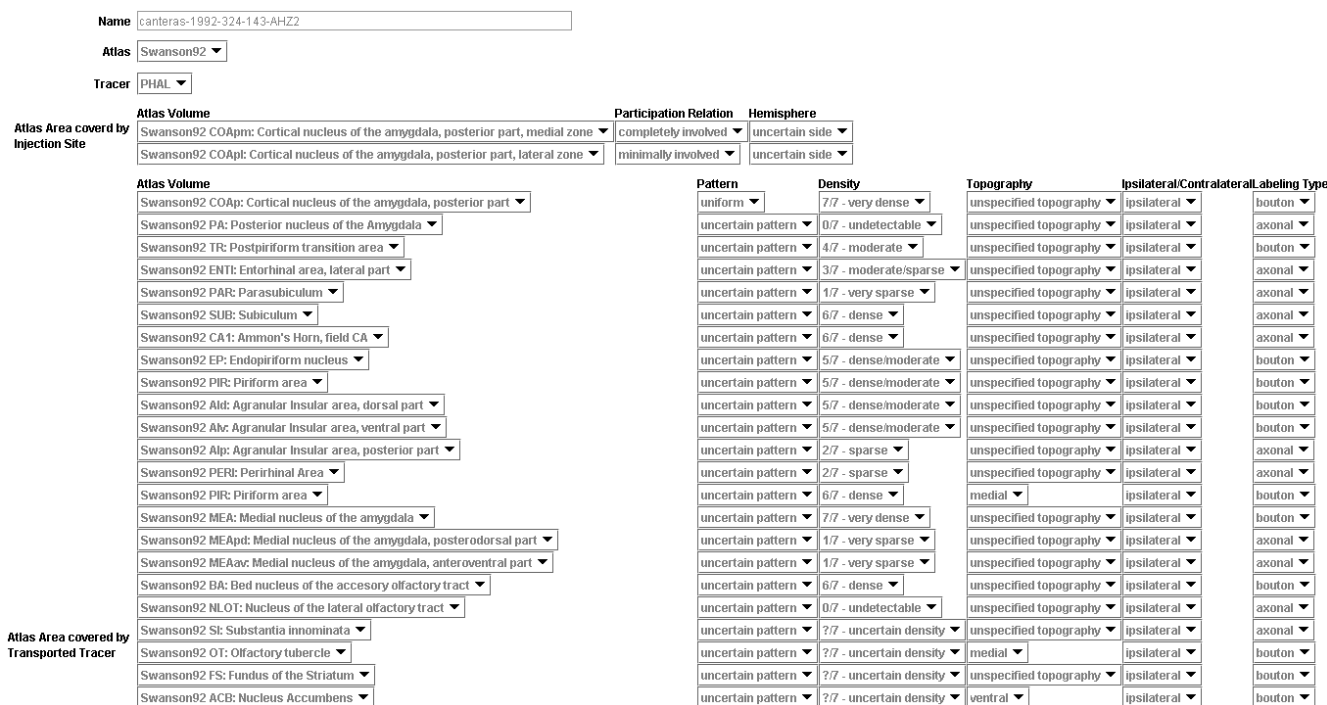 Name canteras-1992-324-143-AHZ2
Atlas Swanson92
Tracer PHAL
Atlas Volume Participation Relation Hemisphere
Atlas Area coverd by Injection Site
Swanson92 COApm: Cortical nucleus of the amygdala, posterior part, medial zone completely involved uncertain side
Swanson92 COApl: Cortical nucleus of the amygdala, posterior part, lateral zone minimally involved uncertain side
Atlas Volume Pattern Density Topography Ipsilateral/Contralateral Labeling Type
Swanson92 COAp: Cortical nucleus of the amygdala, posterior part uniform 7/7 - very dense unspecified topography ipsilateral bouton
Swanson92 PA: Posterior nucleus of the Amygdala uncertain pattern 0/7 - undetectable unspecified topography ipsilateral axonal
Swanson92 TR: Postpiriform transition area uncertain pattern 4/7 - moderate unspecified topography ipsilateral bouton
Swanson92 ENTl: Entorhinal area, lateral part uncertain pattern 3/7 - moderate/sparse unspecified topography ipsilateral axonal
Swanson92 PAR: Parasubiculum uncertain pattern 1/7 - very sparse unspecified topography ipsilateral axonal
Swanson92 SUB: Subiculum uncertain pattern 6/7 - dense unspecified topography ipsilateral axonal
Swanson92 CA1: Ammon's Horn, field CA uncertain pattern 6/7 - dense unspecified topography ipsilateral axonal
Swanson92 EP: Endopiriform nucleus uncertain pattern 5/7 - dense/moderate unspecified topography ipsilateral bouton
Swanson92 PIR: Piriform area uncertain pattern 5/7 - dense/moderate unspecified topography ipsilateral bouton
Swanson92 AId: Agranular Insular area, dorsal part uncertain pattern 5/7 - dense/moderate unspecified topography ipsilateral bouton
Swanson92 AIv: Agranular Insular area, ventral part uncertain pattern 5/7 - dense/moderate unspecified topography ipsilateral bouton
Swanson92 AIp: Agranular Insular area, posterior part uncertain pattern 2/7 - sparse unspecified topography ipsilateral axonal
Swanson92 PERI: Perirhinal Area uncertain pattern 2/7 - sparse unspecified topography ipsilateral axonal
Swanson92 PIR: Piriform area uncertain pattern 6/7 - dense medial ipsilateral bouton
Swanson92 MEA: Medial nucleus of the amygdala uncertain pattern 7/7 - very dense unspecified topography ipsilateral bouton
Swanson92 MEApd: Medial nucleus of the amygdala, posterodorsal part uncertain pattern 1/7 - very sparse unspecified topography ipsilateral axonal
Swanson92 MEAav: Medial nucleus of the amygdala, anteroventral part uncertain pattern 1/7 - very sparse unspecified topography ipsilateral axonal
Swanson92 BA: Bed nucleus of the accesory olfactory tract uncertain pattern 6/7 - dense unspecified topography ipsilateral bouton
Swanson92 NLOT: Nucleus of the lateral olfactory tract uncertain pattern 0/7 - undetectable unspecified topography ipsilateral axonal
Atlas Area covered by Transported Tracer
Swanson92 SI: Substantia innominata uncertain pattern ?/7 - uncertain density unspecified topography ipsilateral axonal
Swanson92 OT: Olfactory tubercle uncertain pattern ?/7 - uncertain density medial ipsilateral bouton
Swanson92 FS: Fundus of the Striatum uncertain pattern ?/7 - uncertain density unspecified topography ipsilateral bouton
Swanson92 ACB: Nucleus Accumbens uncertain pattern ?/7 - uncertain density ventral ipsilateral bouton